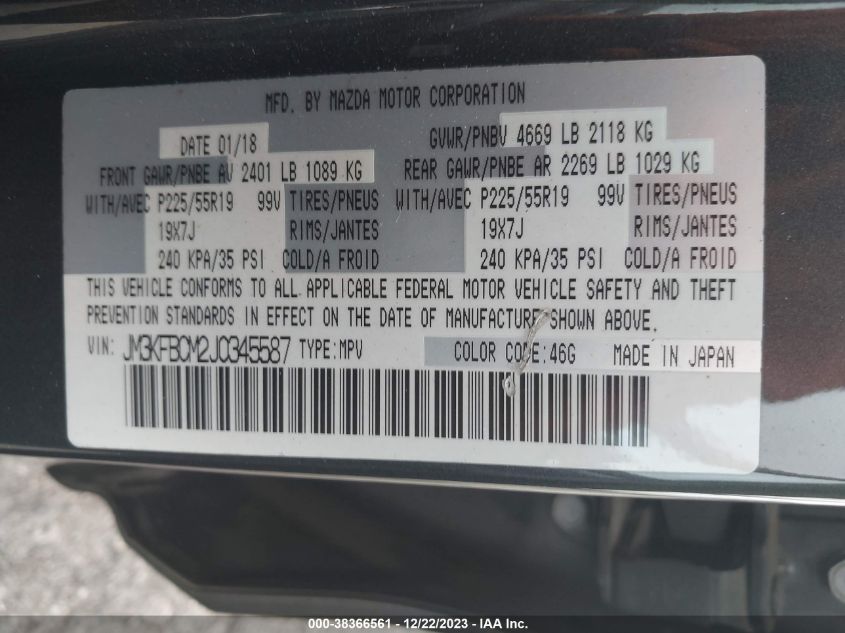 MFD. BY MAZDA MOTOR CORPORATION
DATE 01/18 GVWR/PNBV 4669 LB 2118 KG
FRONT GAWR/PNBE AV 2401 LB 1089 KG REAR GAWR/PNBE AR 2269 LB 1029 KG
WITH/AVEC P225/55R19 99V TIRES/PNEUS WITH/AVEC P225/55R19 99V TIRES/PNEUS
19X7J RIMS/JANTES 19X7J RIMS/JANTES
240 KPA/35 PSI COLD/A FROID 240 KPA/35 PSI COLD/A FROID
THIS VEHICLE CONFORMS TO ALL APPLICABLE FEDERAL MOTOR VEHICLE SAFETY AND THEFT
PREVENTION STANDARDS IN EFFECT ON THE DATE OF MANUFACTURE SHOWN ABOVE.
VIN: JM3KFBCM2J0345587 TYPE:MPV COLOR CODE:46G MADE IN JAPAN
000-38366561 - 12/22/2023 - IAA Inc.